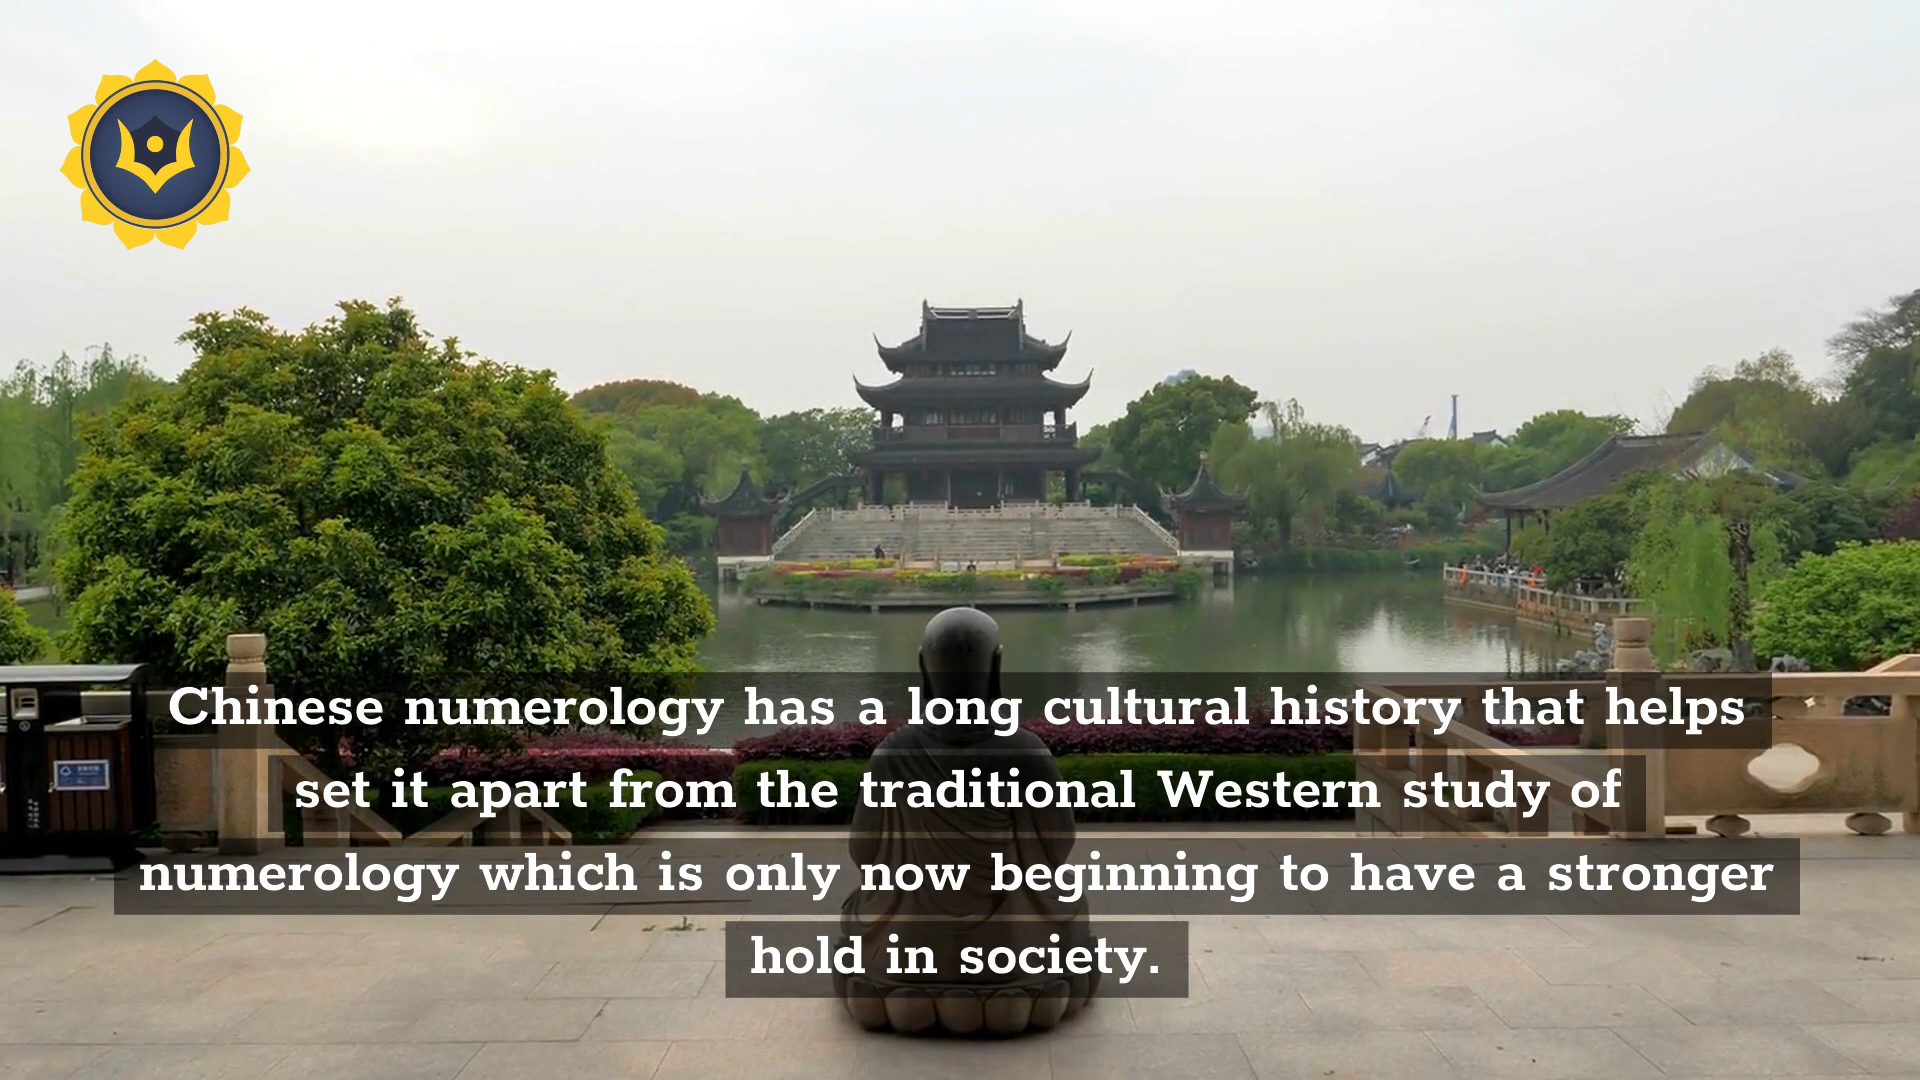 Chinese numerology has a long cultural history that helps
set it apart from the traditional Western study of
numerology which is only now beginning to have a stronger
hold in society.